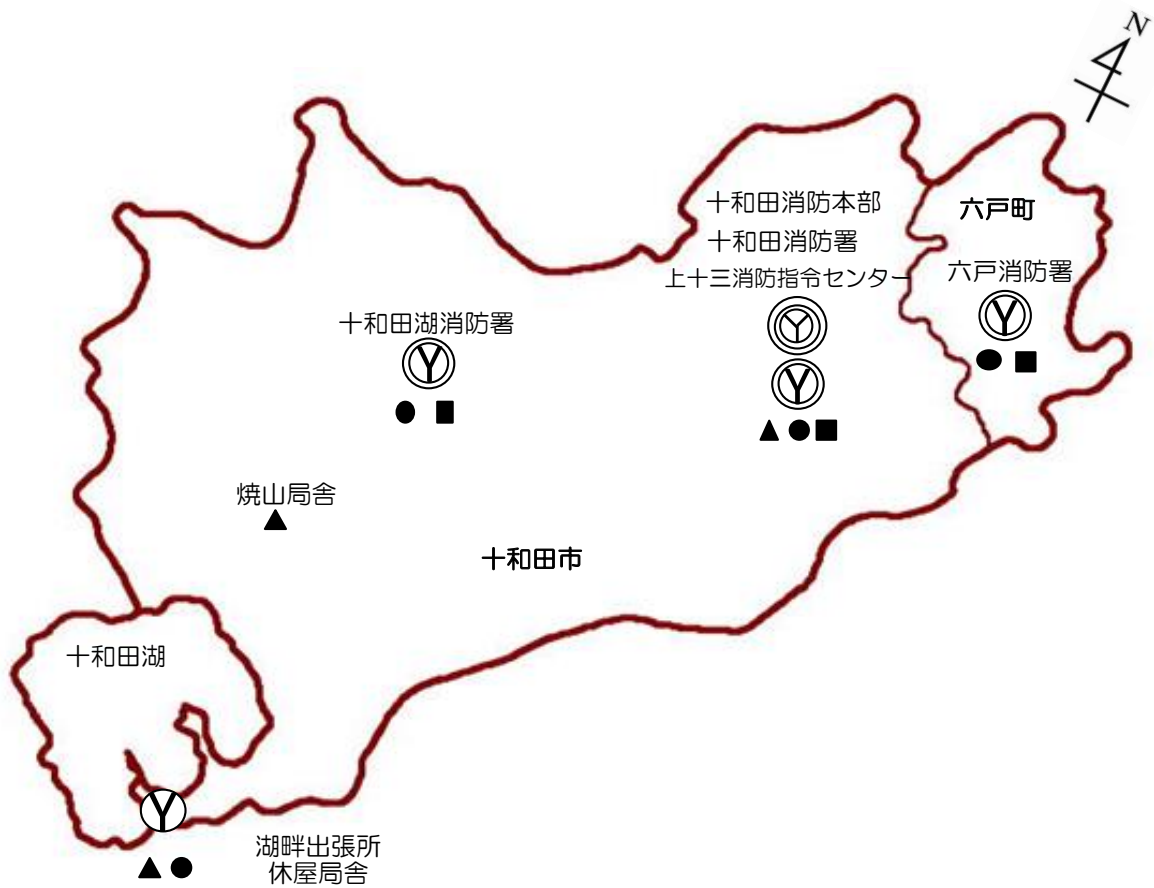 N
十和田消防本部
十和田消防署
上十三消防指令センター
六戸町
六戸消防署
十和田湖消防署
焼山局舎
十和田市
十和田湖
湖畔出張所
休屋局舎